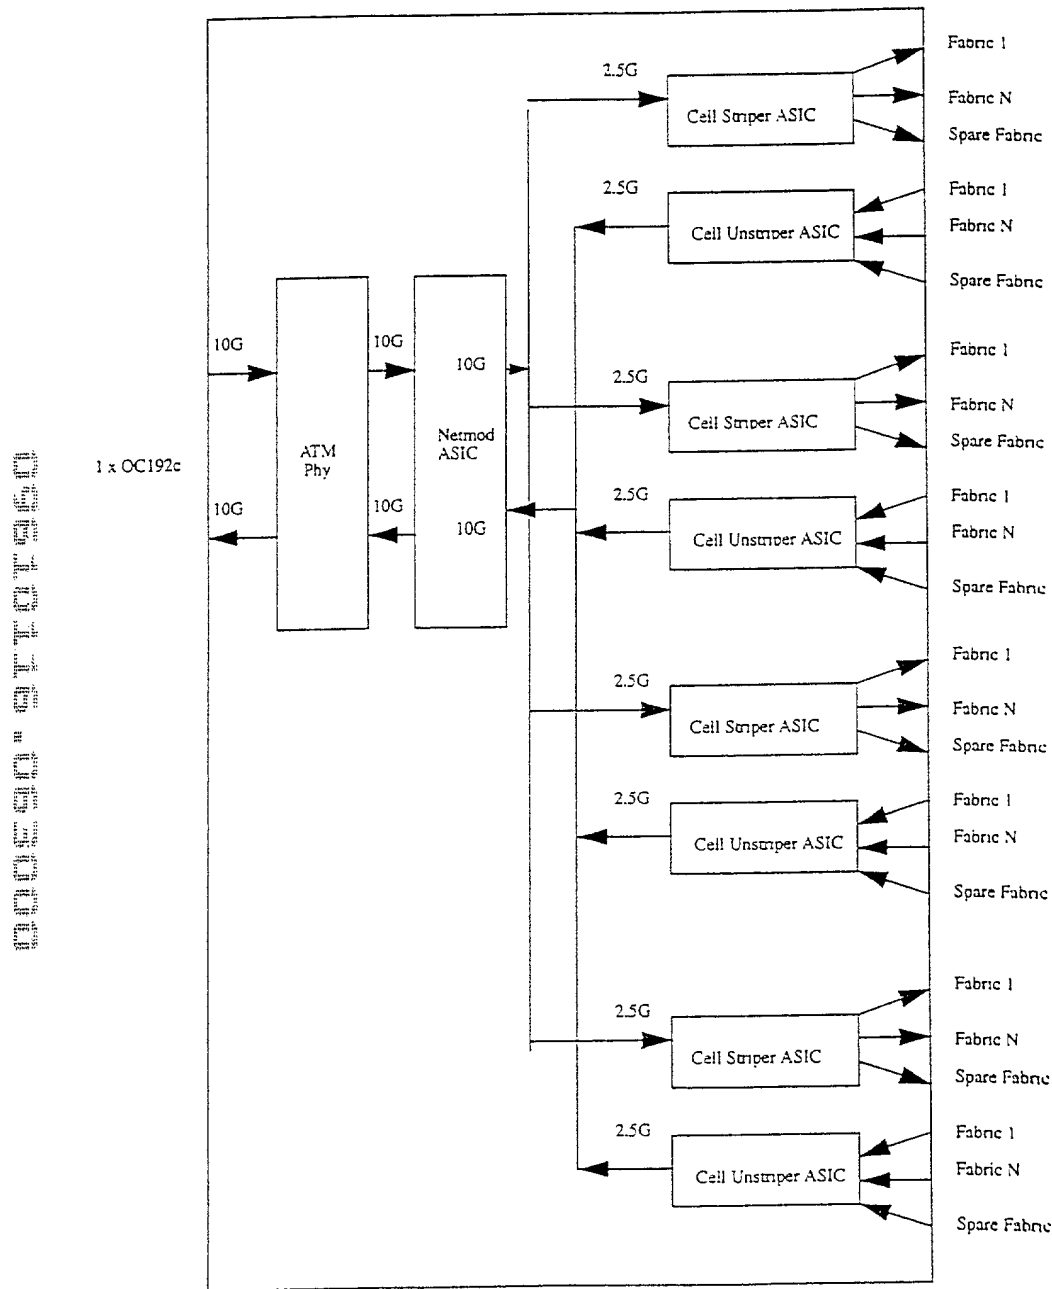 Fabric 1
2.5G
Cell Striper ASIC
Fabric N
Spare Fabric
2.5G
Fabric 1
Cell Unstriper ASIC
Fabric N
Spare Fabric
10G
10G
10G
2.5G
Fabric 1
Cell Striper ASIC
Fabric N
Spare Fabric
1 x OC192c
ATM
Phy
Netmod
ASIC
10G
10G
10G
2.5G
Fabric 1
Cell Unstriper ASIC
Fabric N
Spare Fabric
2.5G
Fabric 1
Cell Striper ASIC
Fabric N
Spare Fabric
2.5G
Fabric 1
Cell Unstriper ASIC
Fabric N
Spare Fabric
2.5G
Fabric 1
Cell Striper ASIC
Fabric N
Spare Fabric
2.5G
Fabric 1
Cell Unstriper ASIC
Fabric N
Spare Fabric